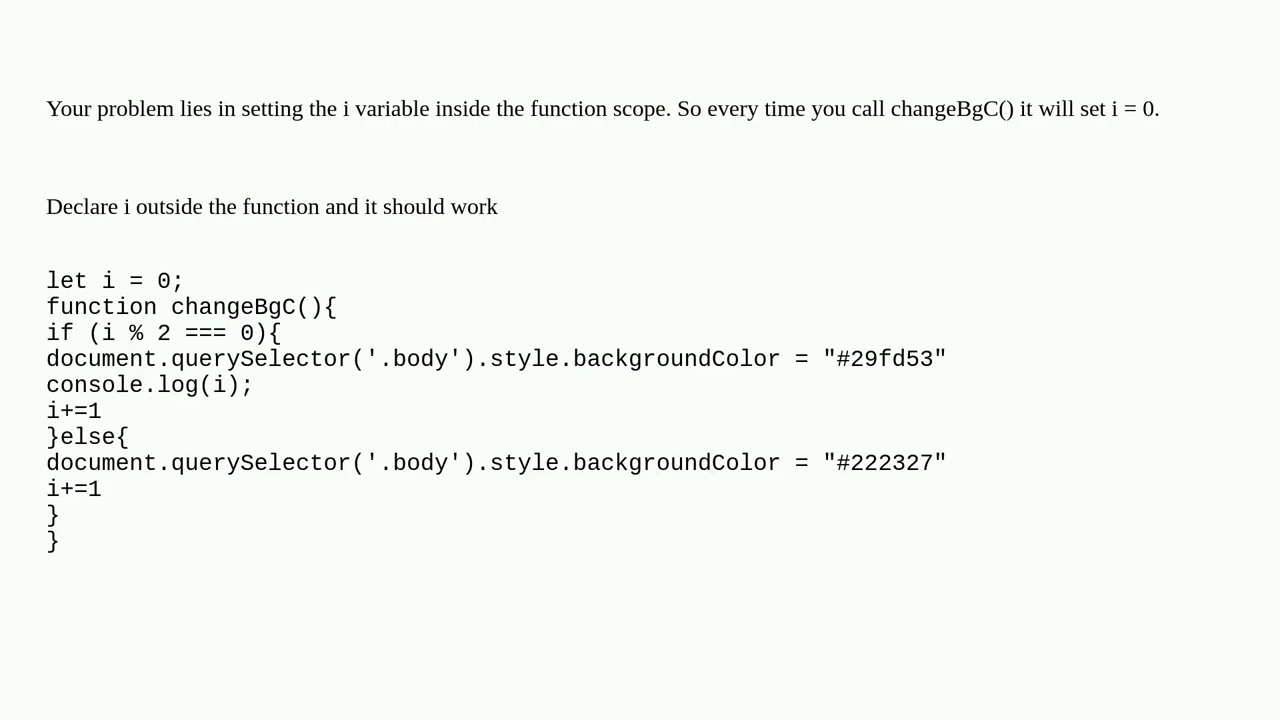 Your problem lies in setting the i variable inside the function scope. So every time you call changeBgC() it will set i = 0.
Declare i outside the function and it should work
let i = 0;
function changeBgC(){
if (i % 2 === 0){
document.querySelector('.body').style.backgroundColor = "#29fd53"
console.log(i);
i+=1
}else{
document.querySelector('.body').style.backgroundColor = "#222327"
i+=1
}
}